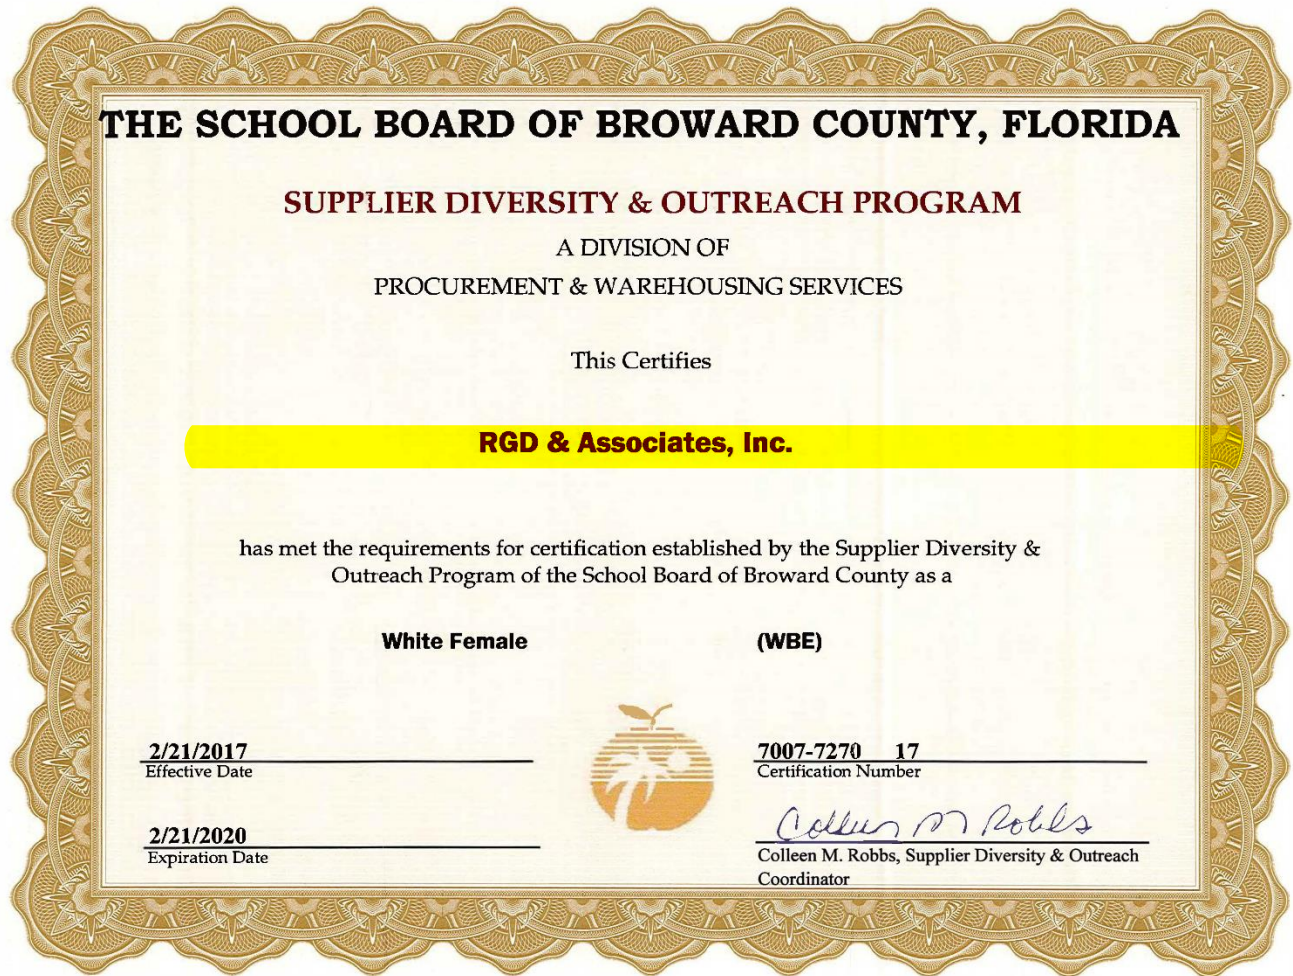 THE SCHOOL BOARD OF BROWARD COUNTY, FLORIDA
SUPPLIER DIVERSITY & OUTREACH PROGRAM
A DIVISION OF
PROCUREMENT & WAREHOUSING SERVICES
This Certifies
RGD & Associates, Inc.
has met the requirements for certification established by the Supplier Diversity &
Outreach Program of the School Board of Broward County as a
White Female (WBE)
2/21/2017
Effective Date
7007-7270 17
Certification Number
2/21/2020
Expiration Date
Colleen M Robbs
Colleen M. Robbs, Supplier Diversity & Outreach
Coordinator